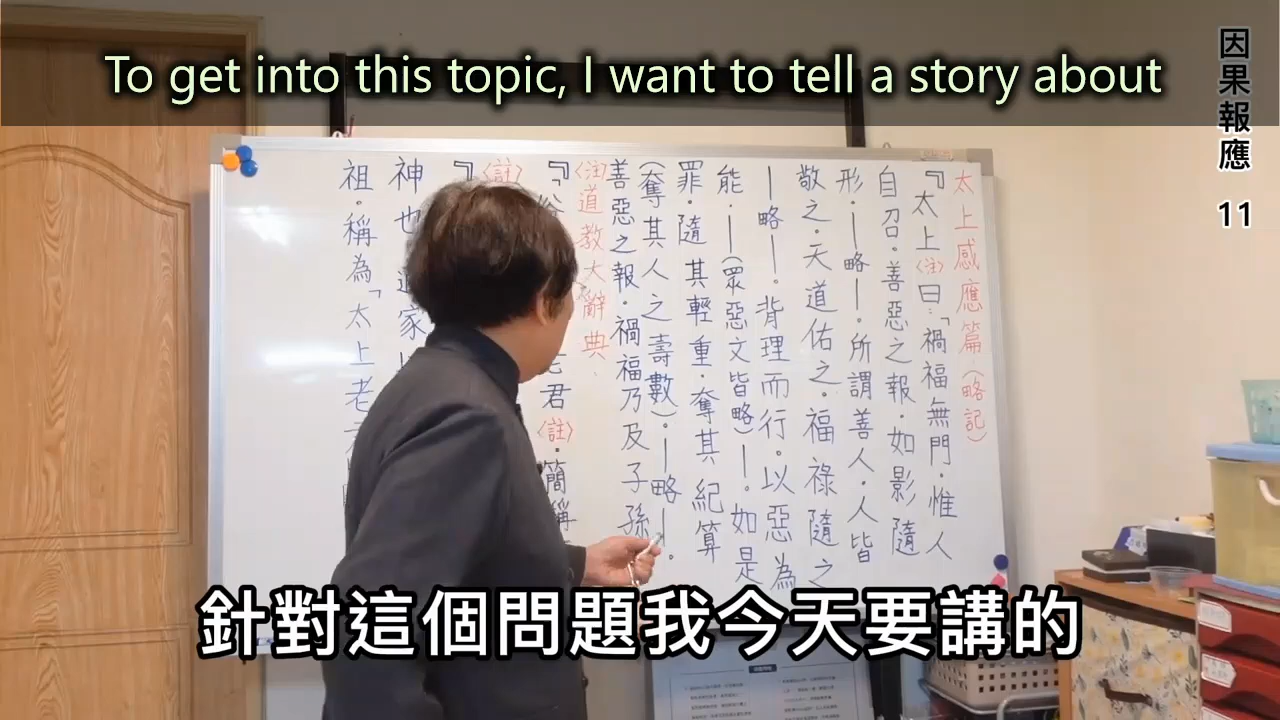 To get into this topic, I want to tell a story about
因果報應 11
太上感應篇(略記)
『太上〈注〉曰:「禍福無門.惟人
自召.善惡之報.如影隨
形.—略—.所謂善人.人皆
敬之.天道佑之.福祿隨之
—略—.背理而行.以惡為
能.—(眾惡文皆略)—.如是
罪.隨其輕重.奪其紀算
(奪其人之壽數).—略—.
善惡之報.禍福乃及子孫
〈注〉道教大辭典.
君〈註〉.簡稱
〈註〉
『
神也
家
祖.稱為「太上老
針對這個問題我今天要講的